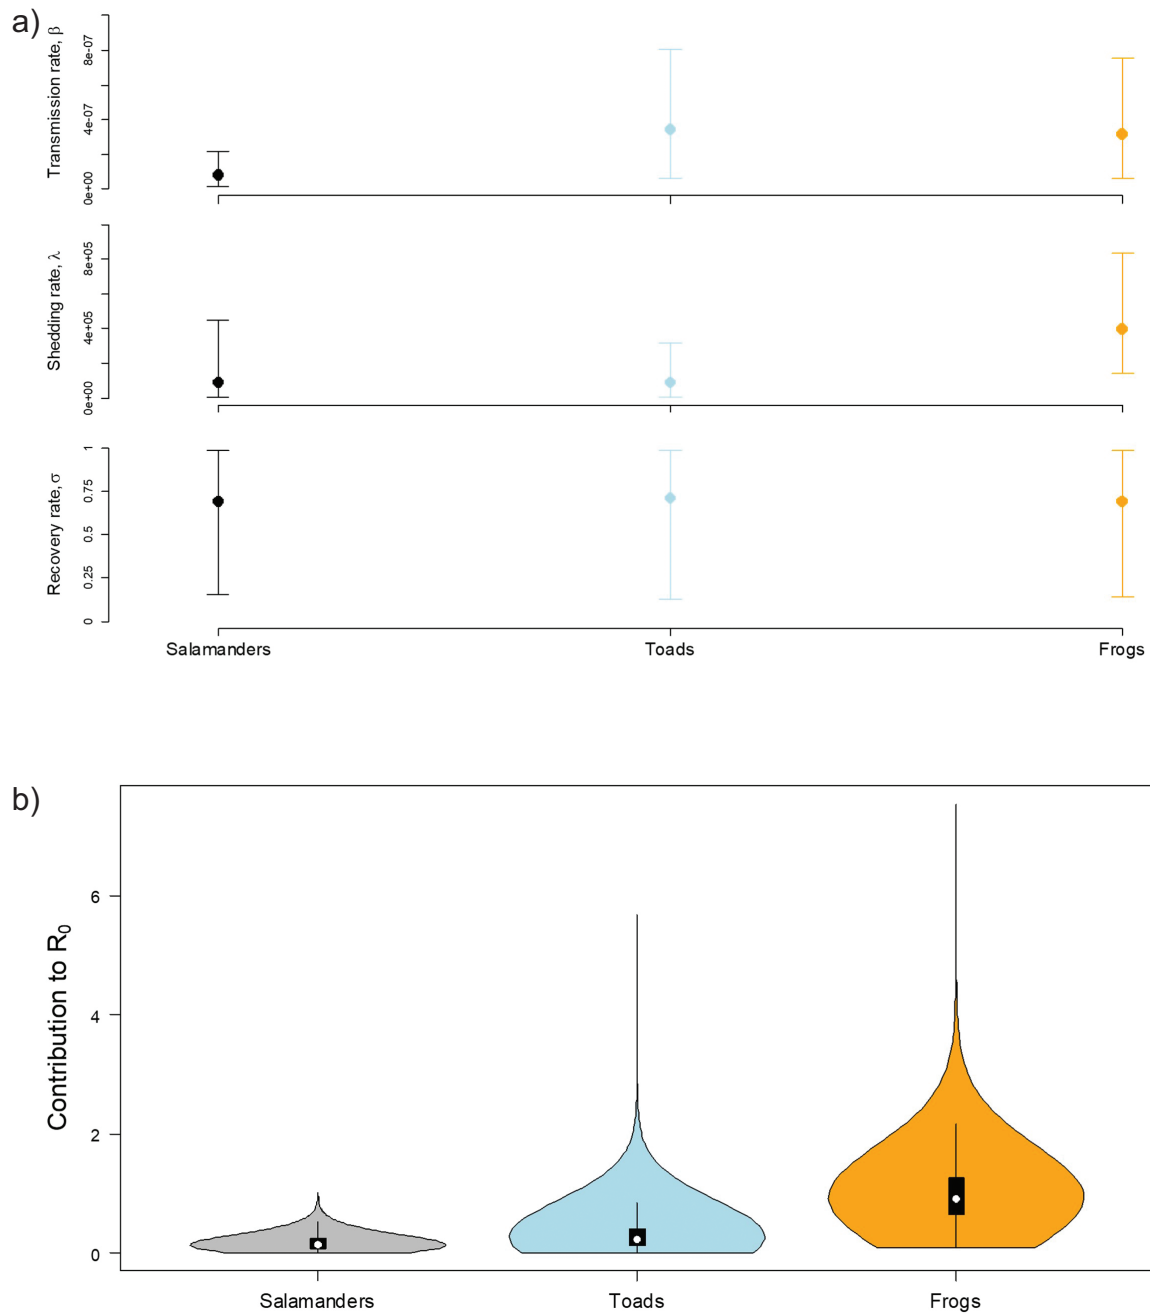 a)
Transmission rate, β
8e-07
4e-07
0e+00
Shedding rate, λ
8e+05
4e+05
0e+00
Recovery rate, σ
1
0.75
0.5
0.25
0
Salamanders Toads Frogs
b)
Contribution to R₀
6
4
2
0
Salamanders Toads Frogs